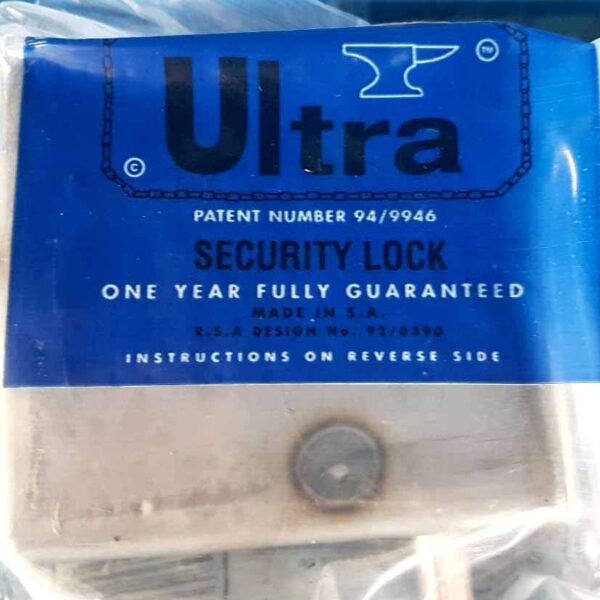 Ultra
TM
©
PATENT NUMBER 94/9946
SECURITY LOCK
ONE YEAR FULLY GUARANTEED
MADE IN S.A.
R.S.A DESIGN No. 92/0390
INSTRUCTIONS ON REVERSE SIDE